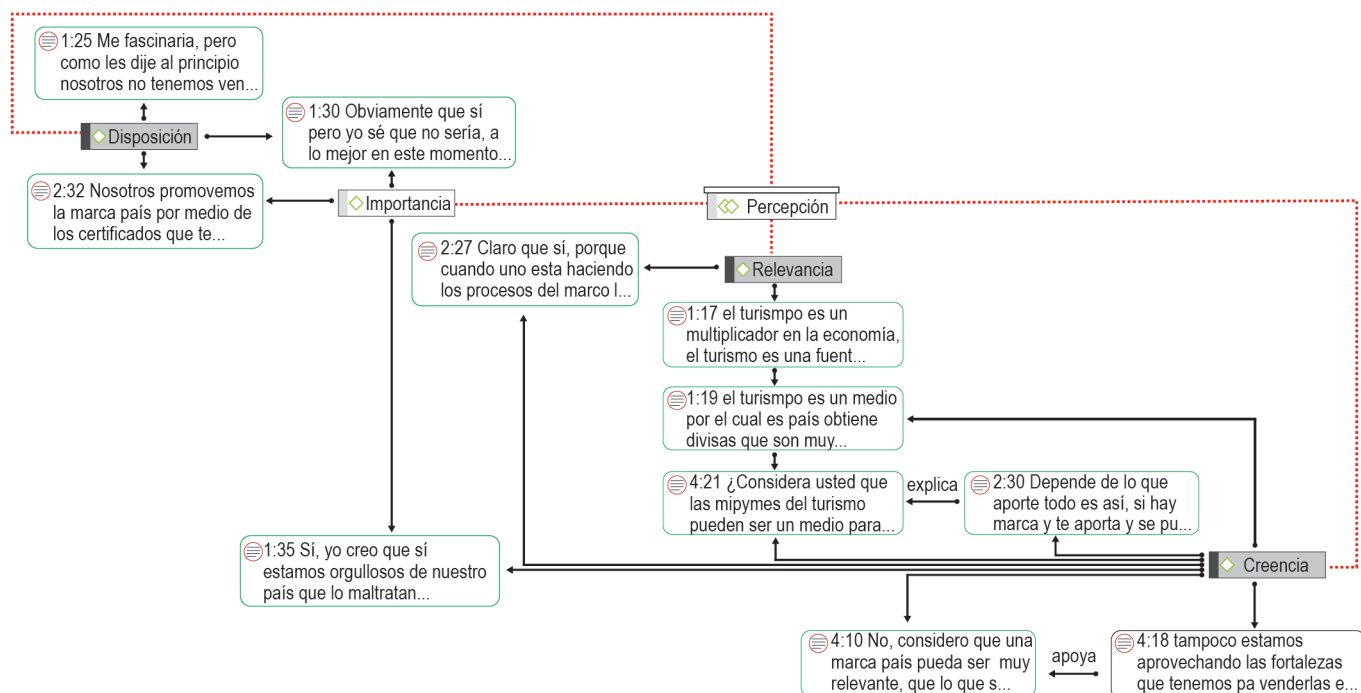 1:25 Me fascinaria, pero
como les dije al principio
nosotros no tenemos ven...
Disposición
1:30 Obviamente que sí
pero yo sé que no sería, a
lo mejor en este momento...
2:32 Nosotros promovemos
la marca país por medio de
los certificados que te...
Importancia
Percepción
2:27 Claro que sí, porque
cuando uno esta haciendo
los procesos del marco l...
Relevancia
1:17 el turismpo es un
multiplicador en la economía,
el turismo es una fuent...
1:19 el turismpo es un medio
por el cual es país obtiene
divisas que son muy...
4:21 ¿Considera usted que
las mipymes del turismo
pueden ser un medio para...
explica
2:30 Depende de lo que
aporte todo es así, si hay
marca y te aporta y se pu...
1:35 Sí, yo creo que sí
estamos orgullosos de nuestro
país que lo maltratan...
Creencia
4:10 No, considero que una
marca país pueda ser muy
relevante, que lo que s...
apoya
4:18 tampoco estamos
aprovechando las fortalezas
que tenemos pa venderlas e...